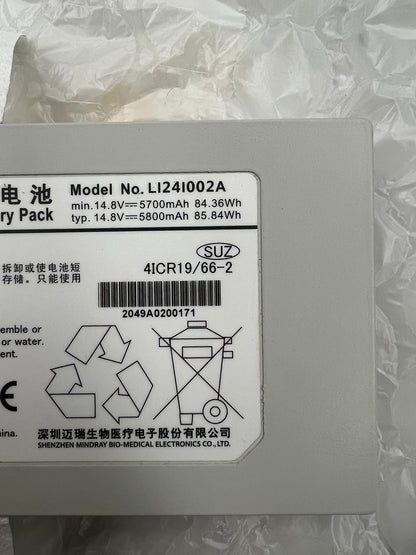 电池
Model No. LI24I002A
ry Pack
min.14.8V⎓5700mAh 84.36Wh
typ.14.8V⎓5800mAh 85.84Wh
SUZ
拆卸或使电池短
存储。只能使用
4ICR19/66-2
2049A0200171
emble or
or water.
ent.
CE
hina.
深圳迈瑞生物医疗电子股份有限公司
SHENZHEN MINDRAY BIO-MEDICAL ELECTRONICS CO.,LTD.